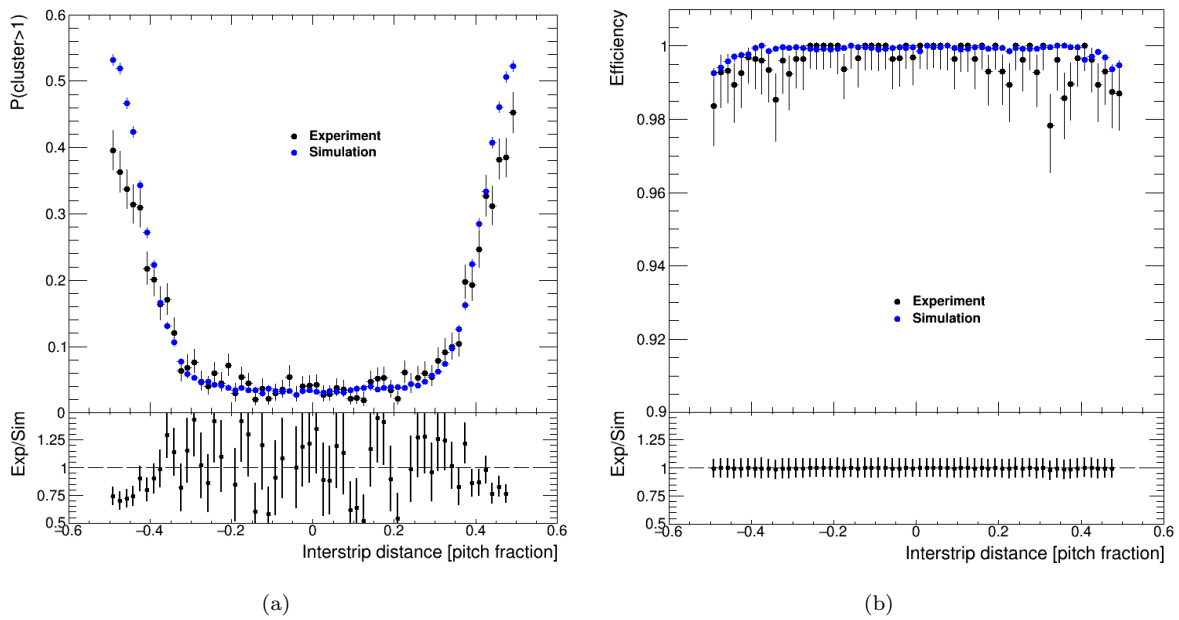 0.6
0.5
0.4
0.3
0.2
0.1
0
P(cluster>1)
Experiment
Simulation
1.25
1
0.75
0.5
Exp/Sim
−0.6 −0.4 −0.2 0 0.2 0.4 0.6
Interstrip distance [pitch fraction]
(a)
1
0.98
0.96
0.94
0.92
0.9
Efficiency
Experiment
Simulation
1.25
1
0.75
0.5
Exp/Sim
−0.6 −0.4 −0.2 0 0.2 0.4 0.6
Interstrip distance [pitch fraction]
(b)